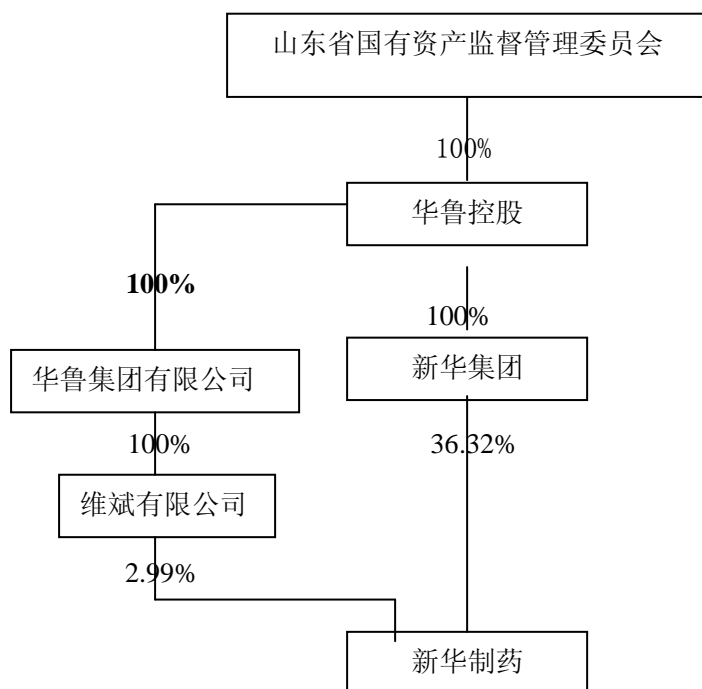 山东省国有资产监督管理委员会
100%
华鲁控股
100%
100%
华鲁集团有限公司
新华集团
100%
36.32%
维斌有限公司
2.99%
新华制药